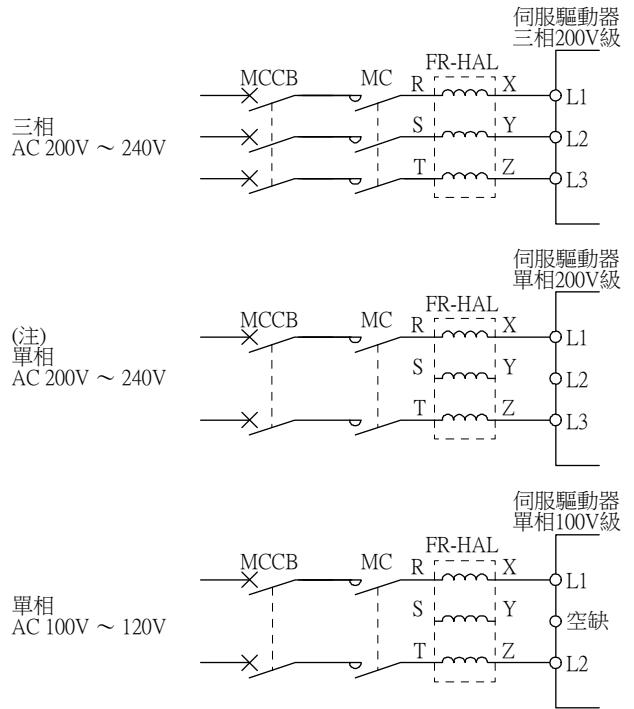 伺服驅動器
三相200V級
FR-HAL
MCCB
MC
R
X
L1
三相
AC 200V ～ 240V
S
Y
L2
T
Z
L3
伺服驅動器
單相200V級
FR-HAL
MCCB
MC
R
X
L1
(注)
單相
AC 200V ～ 240V
S
Y
L2
T
Z
L3
伺服驅動器
單相100V級
FR-HAL
MCCB
MC
R
X
L1
單相
AC 100V ～ 120V
S
Y
空缺
T
Z
L2